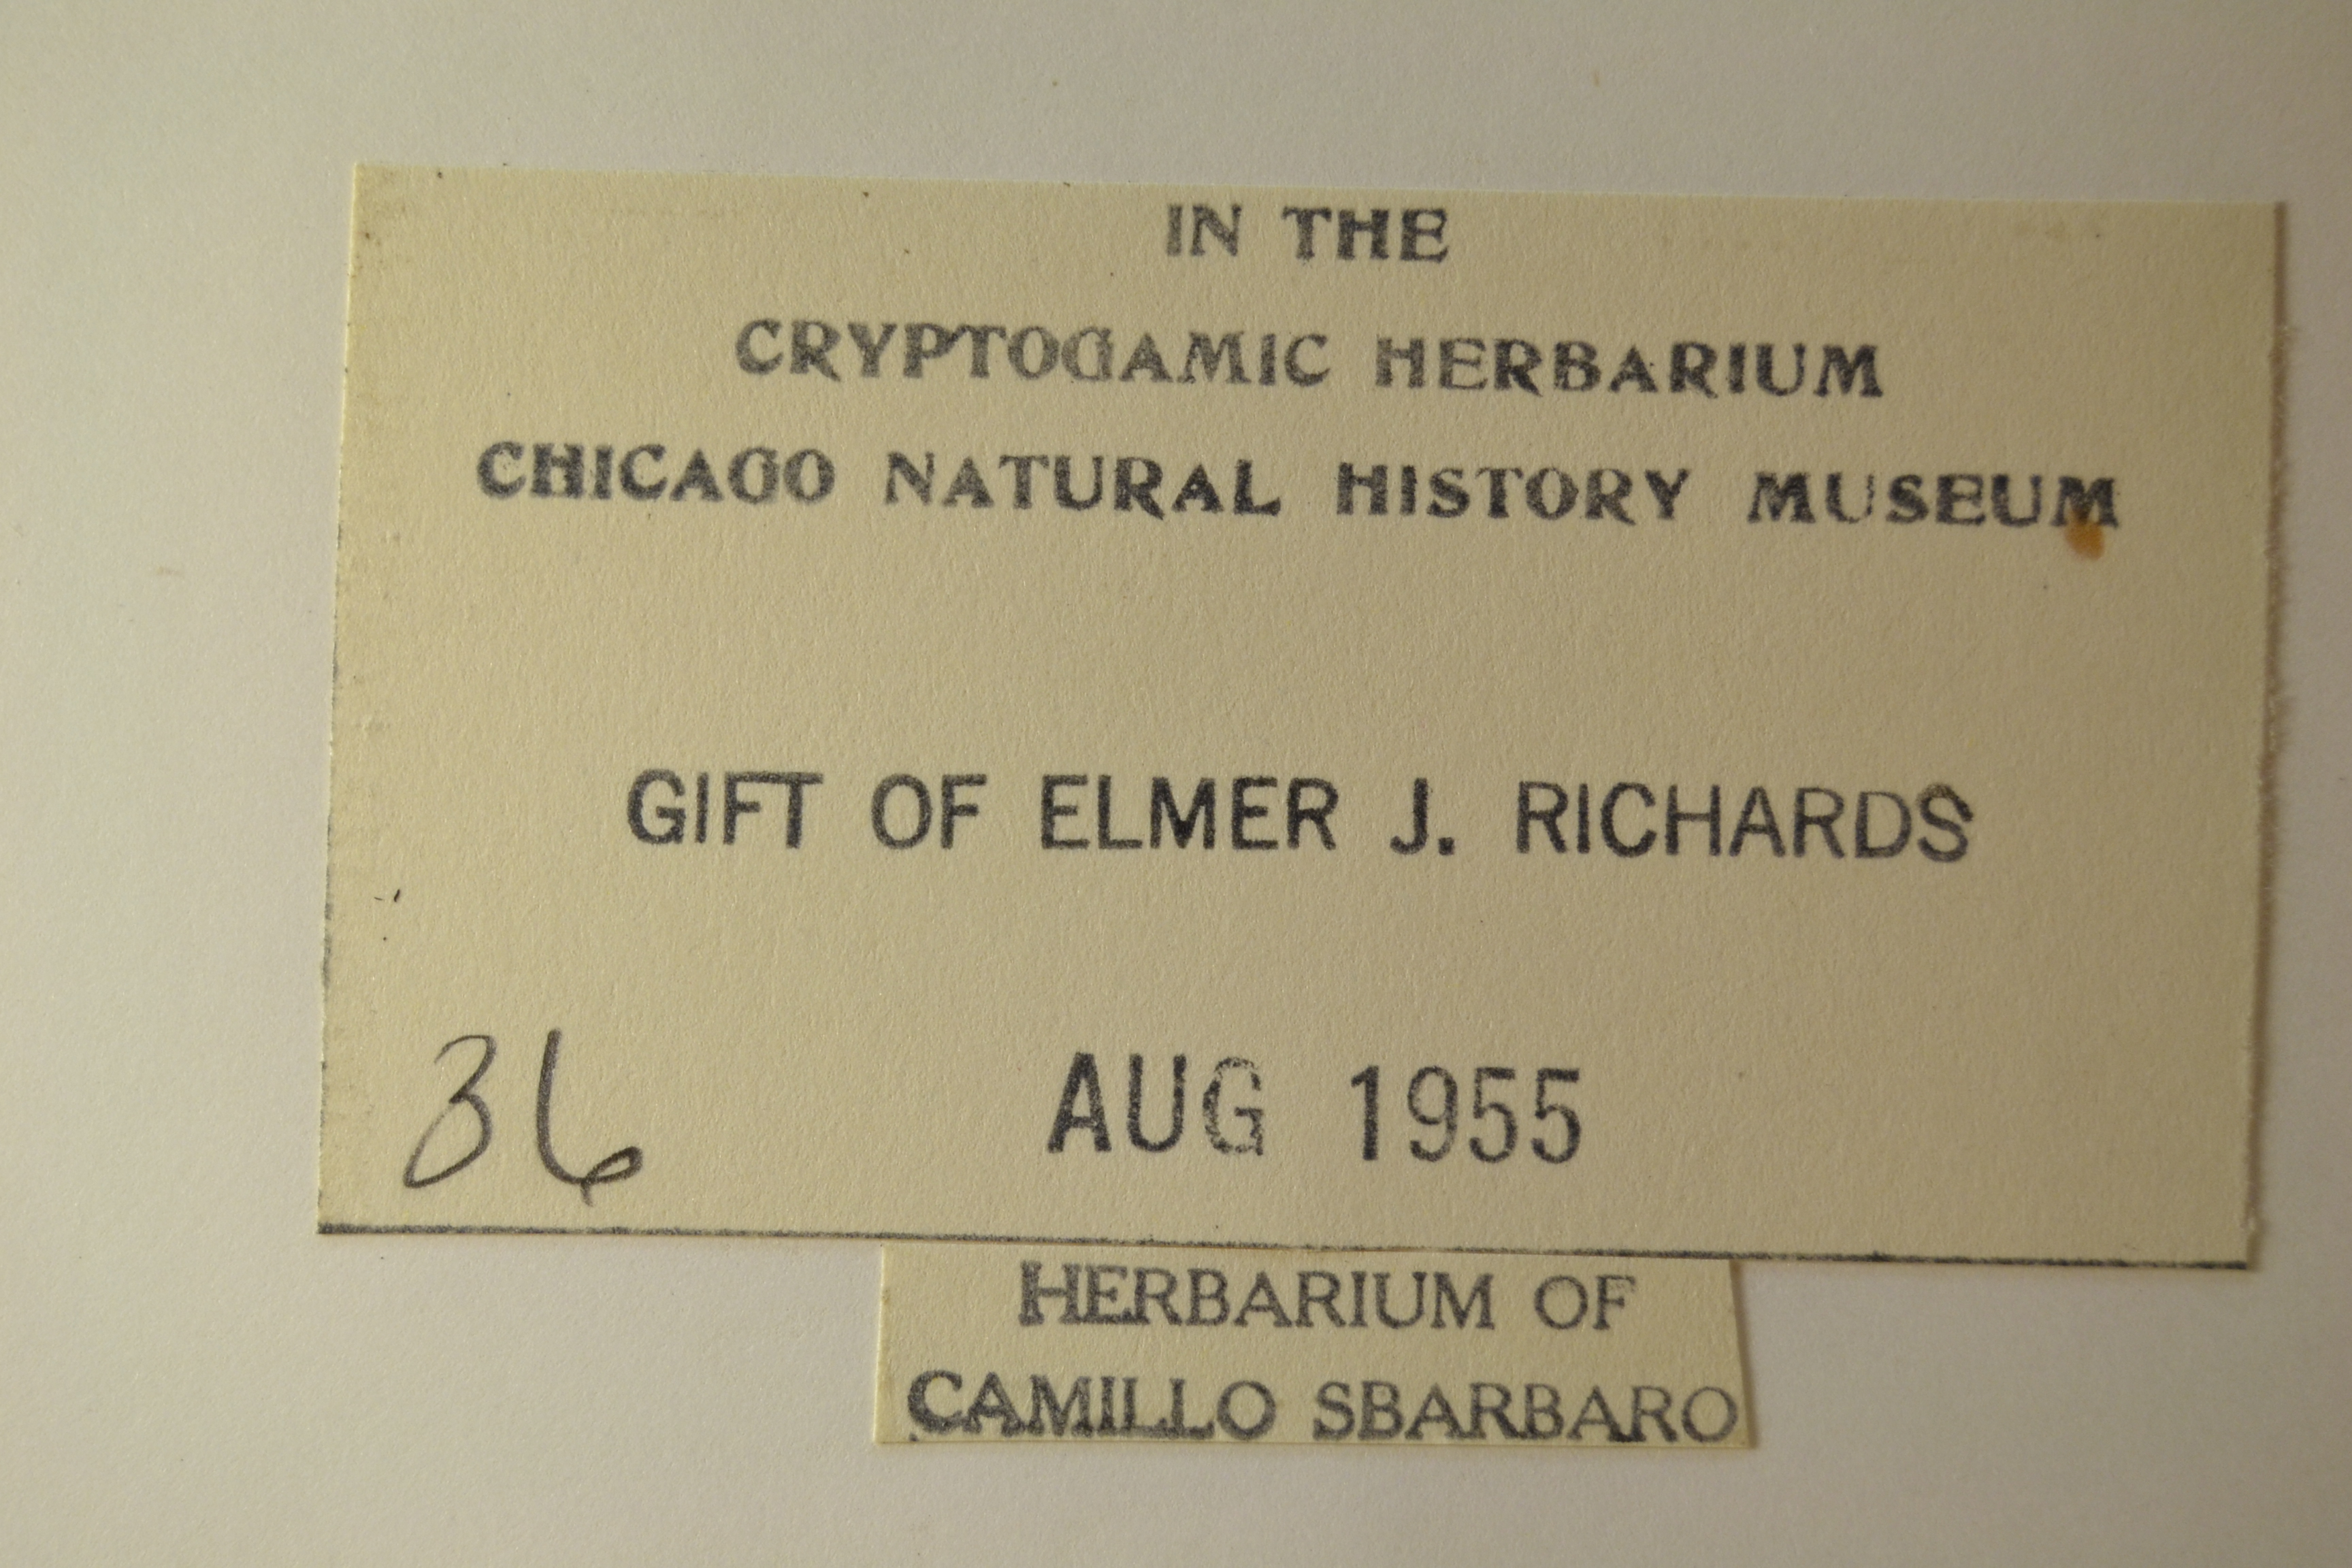 IN THE
CRYPTOGAMIC HERBARIUM
CHICAGO NATURAL HISTORY MUSEUM
GIFT OF ELMER J. RICHARDS
36 AUG 1955
HERBARIUM OF
CAMILLO SBARBARO